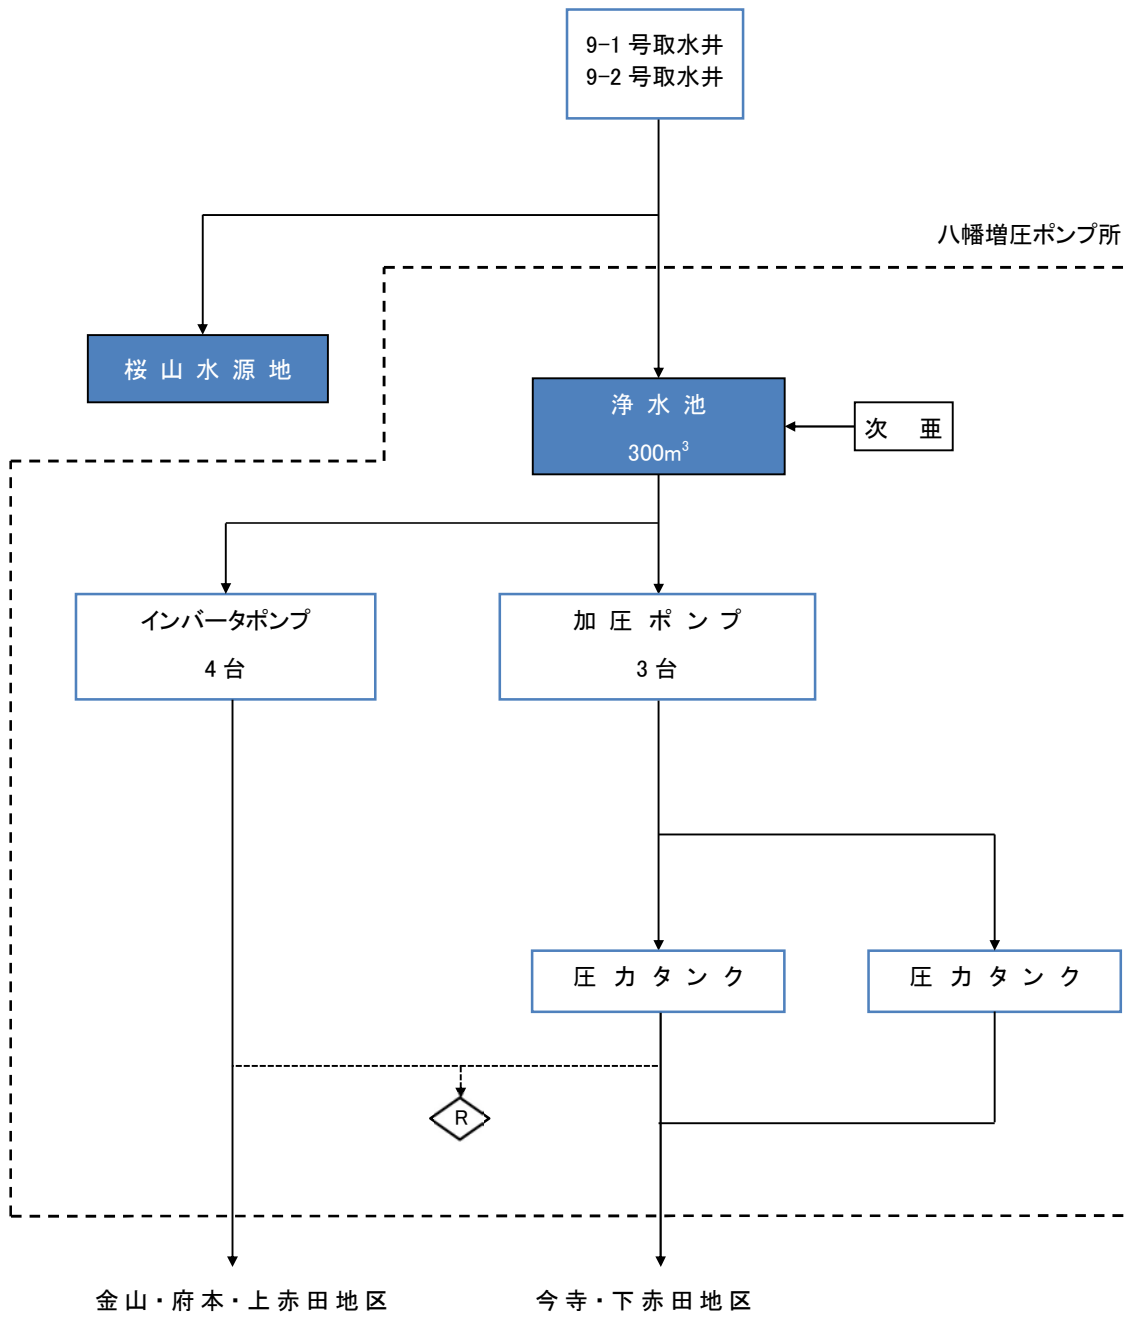 9-1 号取水井
9-2 号取水井
八幡増圧ポンプ所
桜 山 水 源 地
浄 水 池
300m³
次 亜
インバータポンプ
4 台
加 圧 ポ ン プ
3 台
圧 力 タ ン ク
圧 力 タ ン ク
R
金 山・府 本・上 赤 田 地 区
今 寺・下 赤 田 地 区